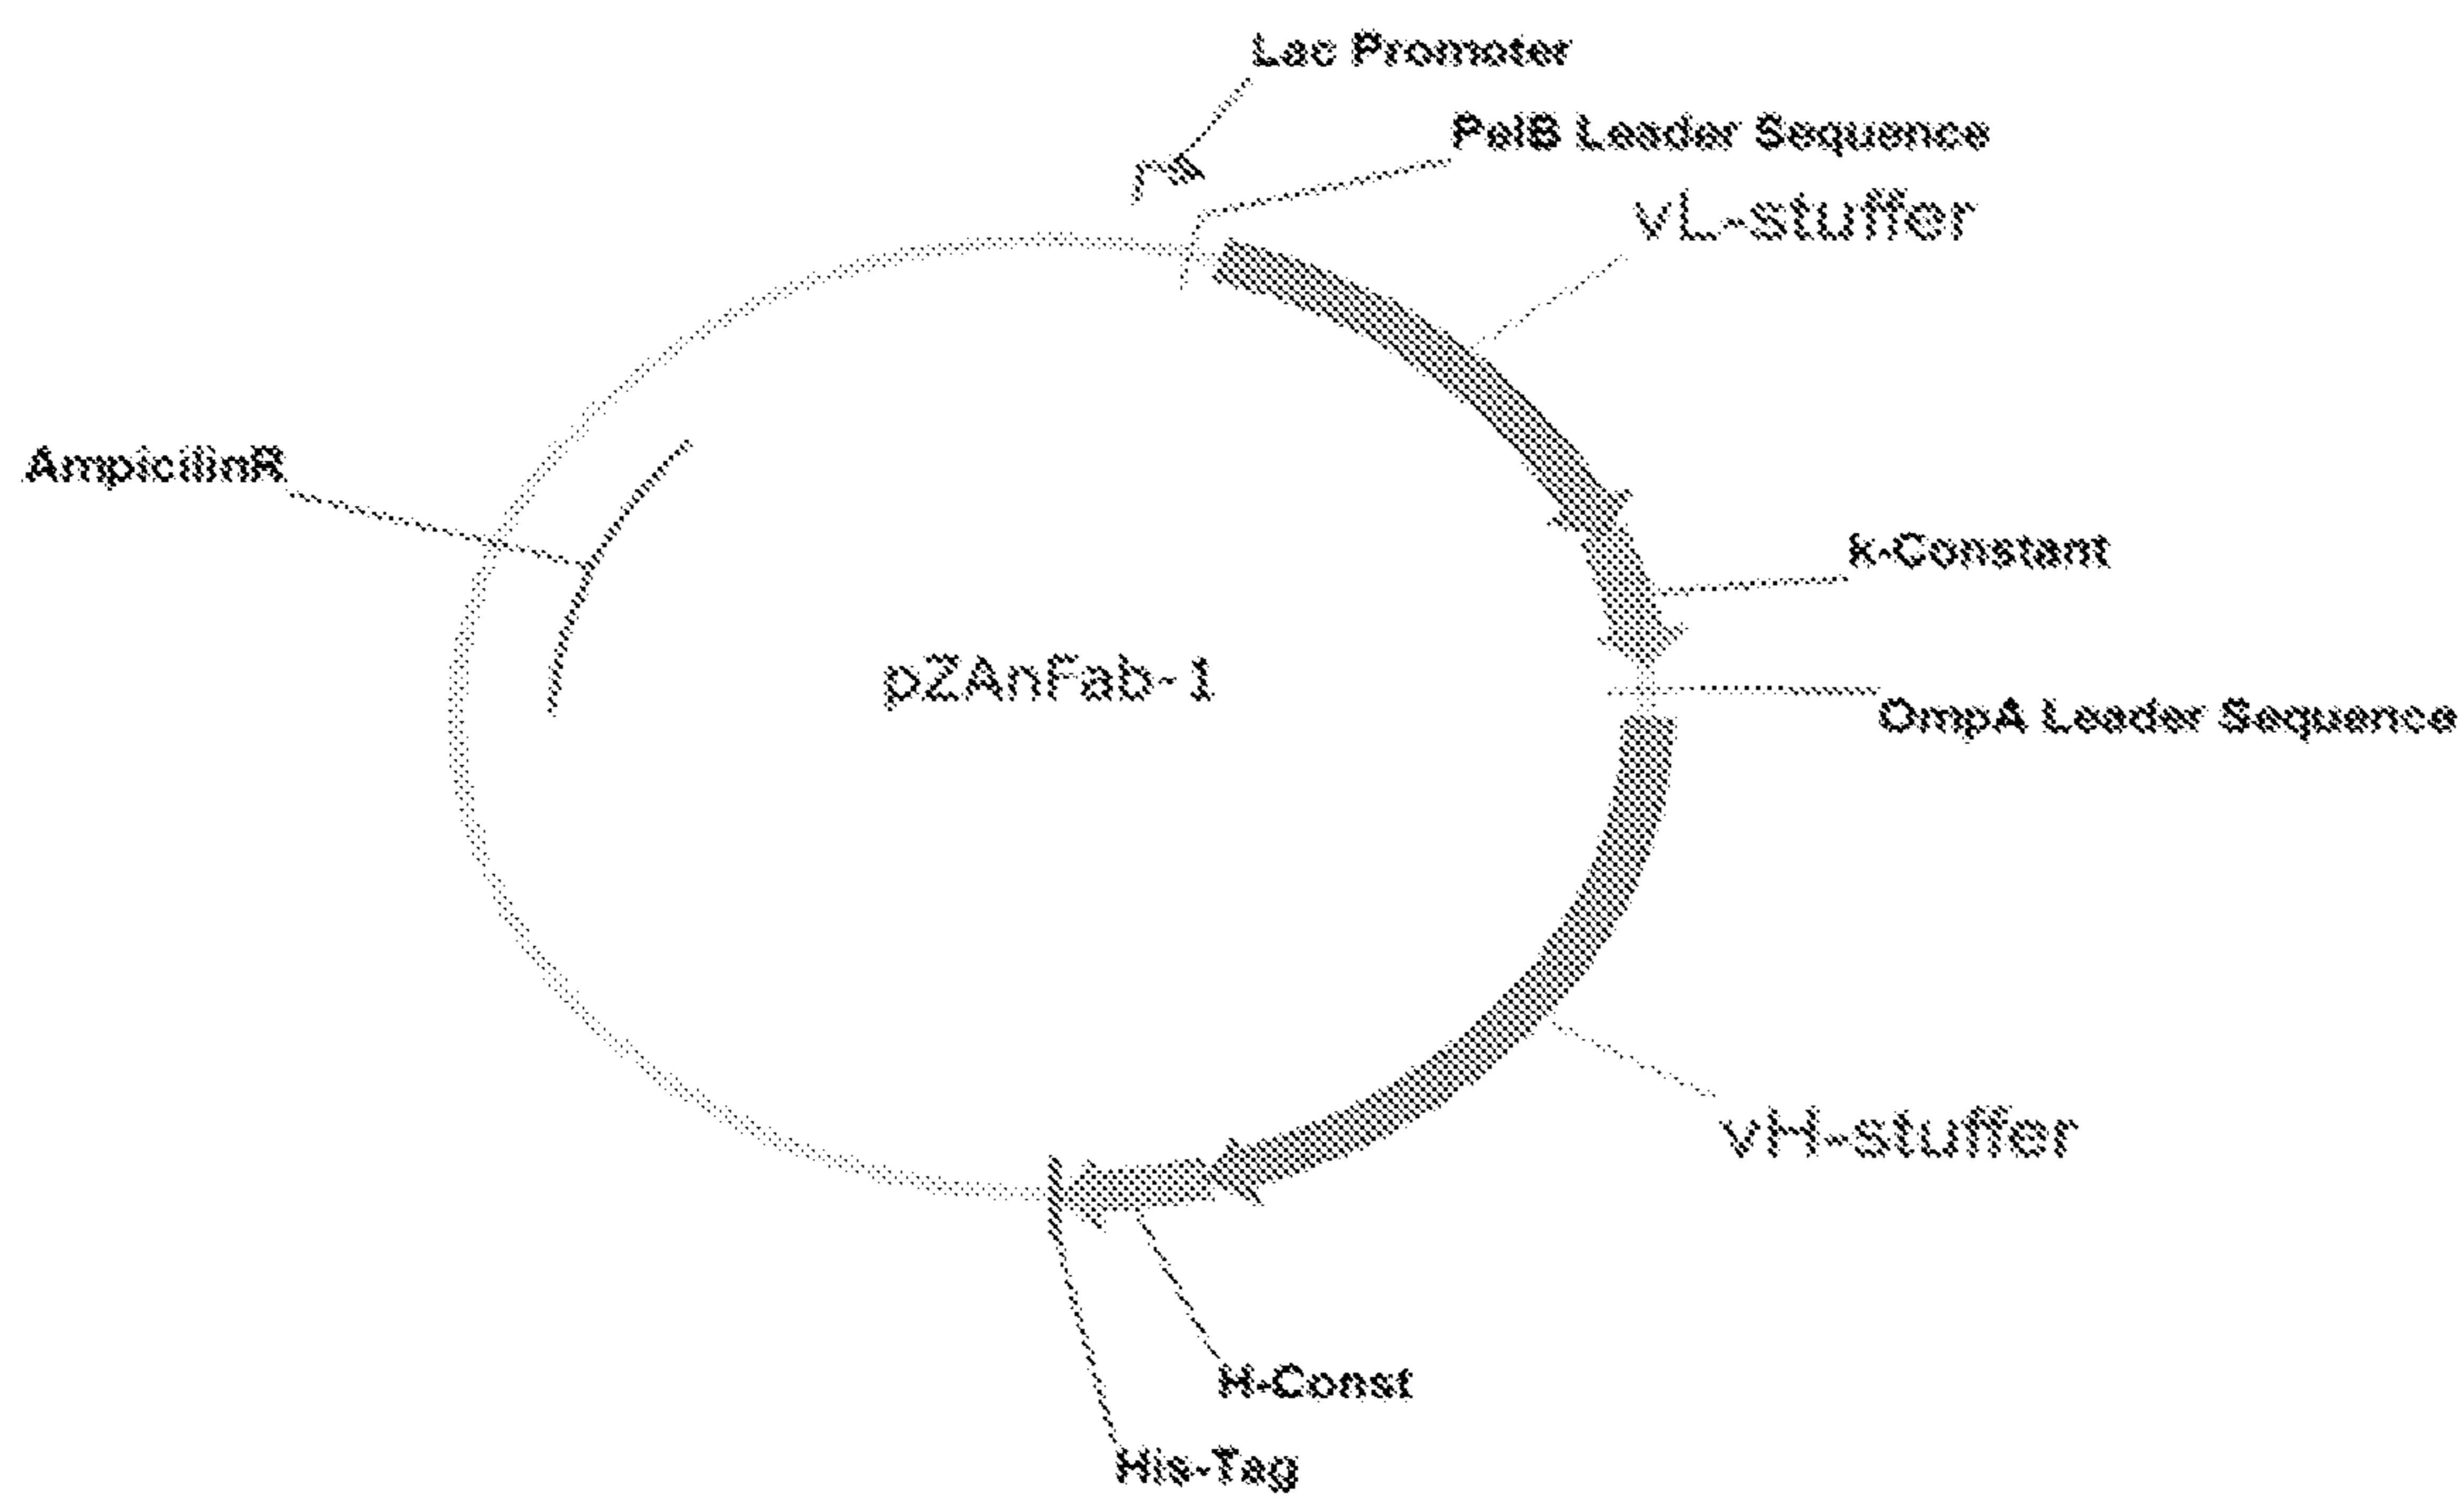 Lac Promoter
PelB Leader Sequence
vL-stuffer
AmpicilinR
k-Constant
pZAnFab-1
OmpA Leader Sequence
vH-stuffer
H-Const
His-Tag